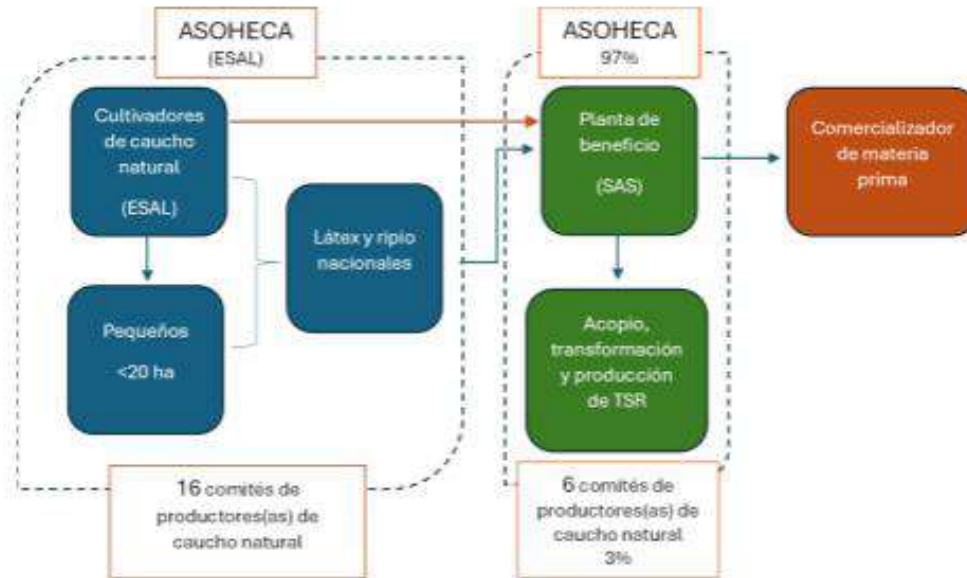 ASOHECA
(ESAL)
Cultivadores
de caucho
natural
(ESAL)
Pequeños
<20 ha
Látex y ripio
nacionales
16 comités de
productores(as) de
caucho natural
ASOHECA
97%
Planta de
beneficio
(SAS)
Acopio,
transformación
y producción
de TSR
6 comités de
productores(as) de
caucho natural
3%
Comercializador
de materia
prima